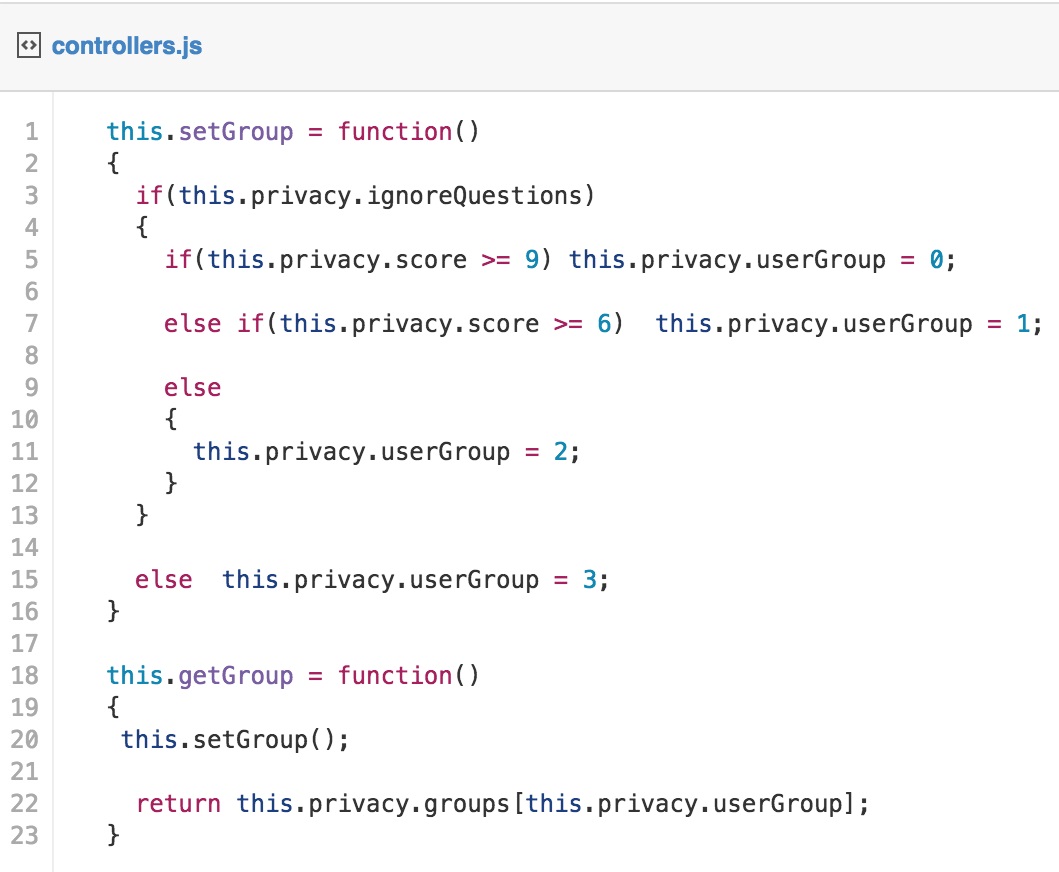 controllers.js
1 this.setGroup = function()
2 {
3 if(this.privacy.ignoreQuestions)
4 {
5 if(this.privacy.score >= 9) this.privacy.userGroup = 0;
6
7 else if(this.privacy.score >= 6)  this.privacy.userGroup = 1;
8
9 else
10 {
11 this.privacy.userGroup = 2;
12 }
13 }
14
15 else  this.privacy.userGroup = 3;
16 }
17
18 this.getGroup = function()
19 {
20 this.setGroup();
21
22 return this.privacy.groups[this.privacy.userGroup];
23 }